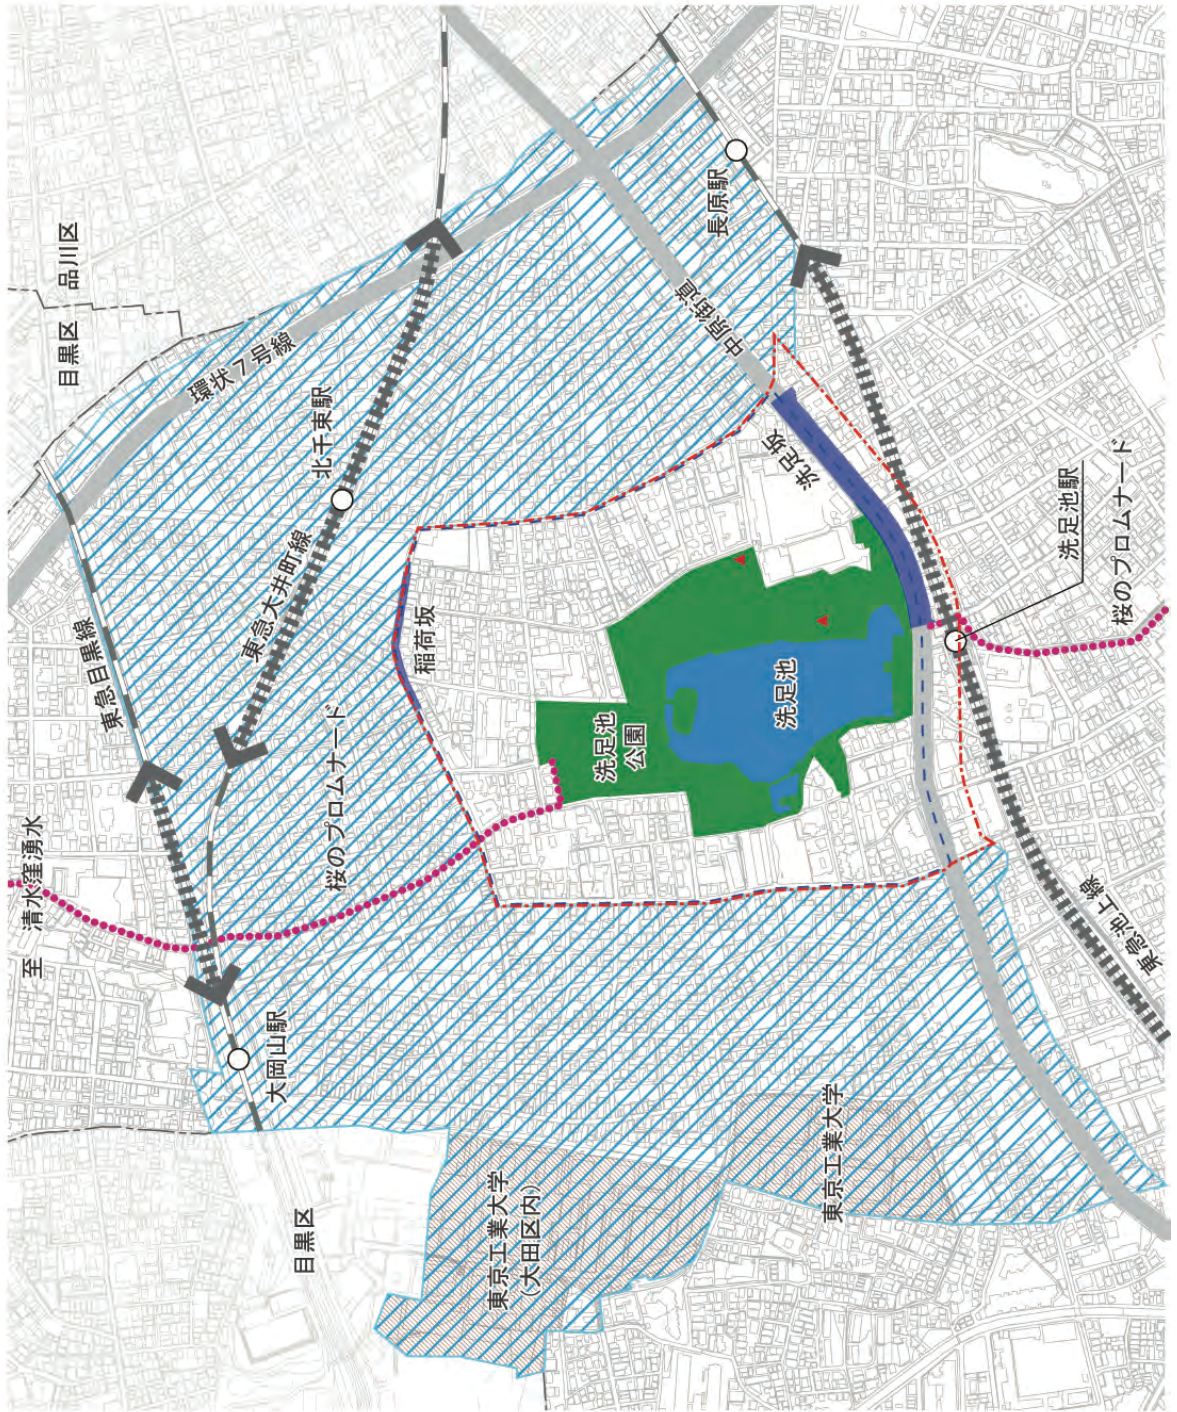 至　清水窪湧水
目黒区
品川区
環状７号線
東急目黒線
北千束駅
東急大井町線
桜のプロムナード
大岡山駅
目黒区
稲荷坂
長原駅
中原街道
洗足坂
洗足池
公園
洗足池
洗足池駅
桜のプロムナード
東急池上線
東京工業大学
（大田区内）
東京工業大学